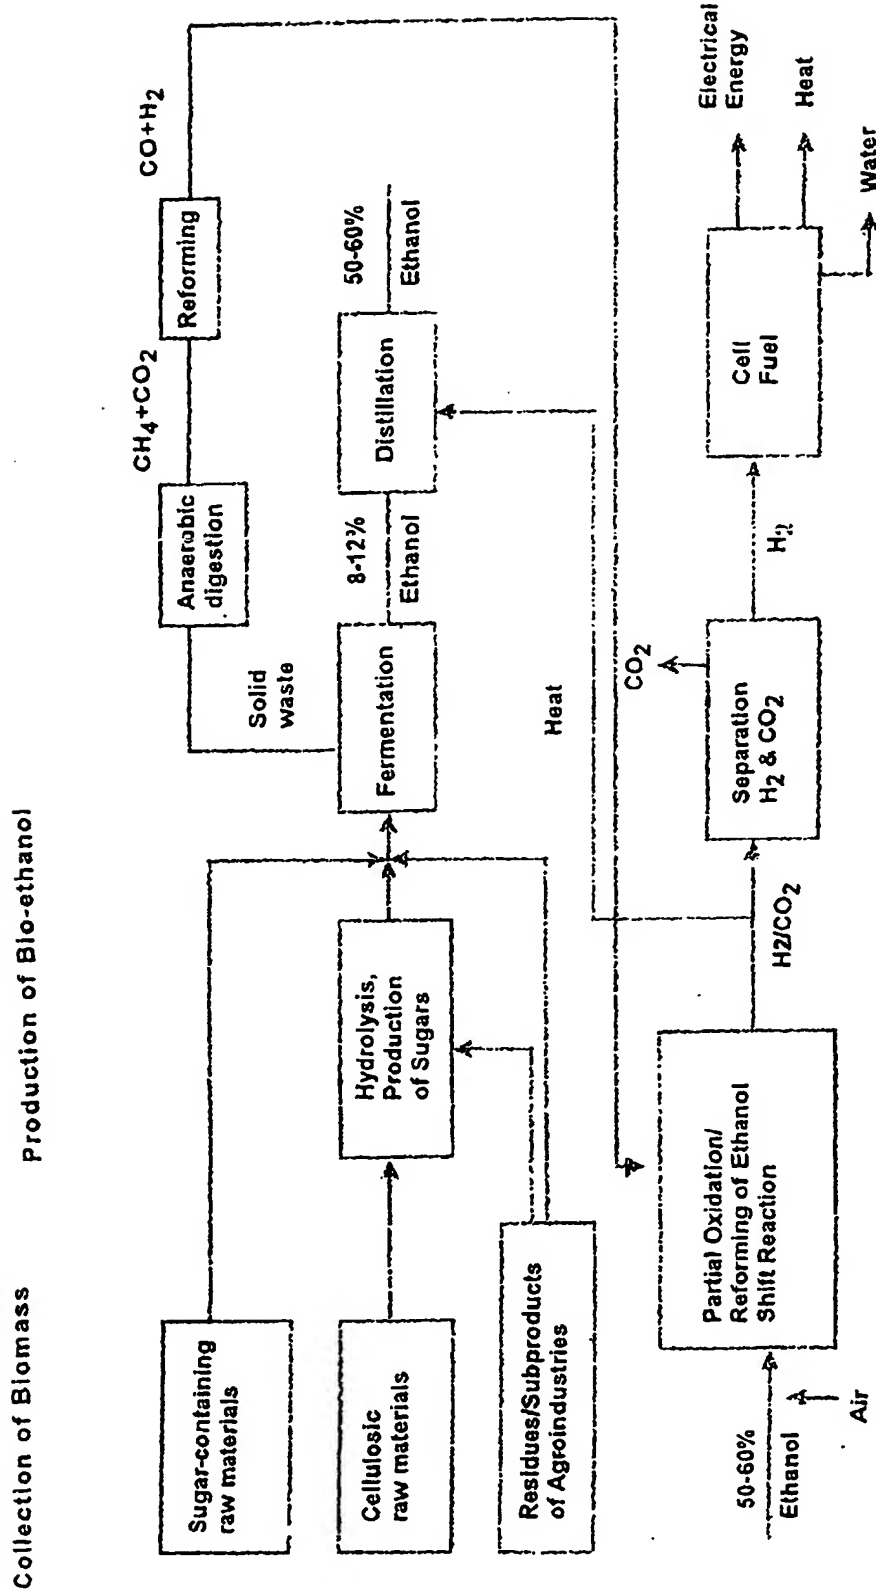 Collection of Biomass
Production of Bio-ethanol
Sugar-containing
raw materials
Cellulosic
raw materials
Residues/Subproducts
of Agroindustries
Hydrolysis,
Production
of Sugars
Fermentation
Solid
waste
Anaerobic
digestion
CH4+CO2
Reforming
CO+H2
8-12%
Ethanol
Distillation
50-60%
Ethanol
Heat
50-60%
Ethanol
Air
Partial Oxidation/
Reforming of Ethanol
Shift Reaction
H2/CO2
Separation
H2 & CO2
CO2
H2
Cell
Fuel
Electrical
Energy
Heat
Water